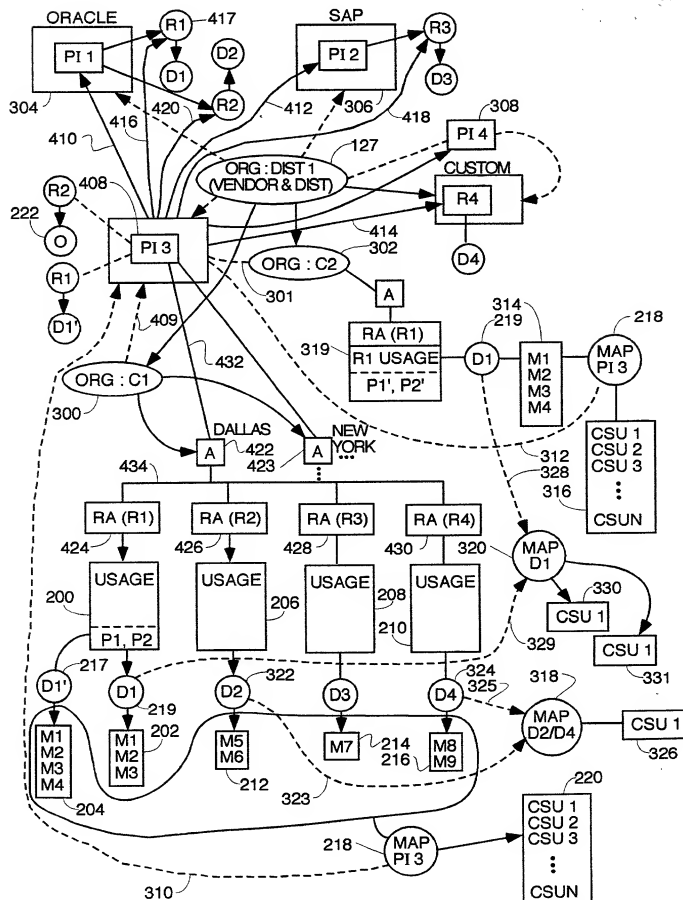 ORACLE
R1
417
SAP
R3
PI 1
D2
PI 2
D1
D3
304
R2
306
420
412
418
308
410
416
127
PI 4
ORG : DIST 1
(VENDOR & DIST)
CUSTOM
R2
408
R4
222
O
PI 3
302
414
ORG : C2
D4
R1
301
A
D1'
409
314
218
RA (R1)
219
319
R1 USAGE
D1
M1
M2
M3
M4
MAP
PI 3
P1', P2'
432
ORG : C1
300
DALLAS
NEW
YORK
312
CSU 1
CSU 2
CSU 3
CSUN
A
422
A
423
...
328
316
434
RA (R1)
RA (R2)
RA (R3)
RA (R4)
424
426
428
430
320
MAP
D1
USAGE
USAGE
USAGE
USAGE
330
200
206
208
CSU 1
210
329
CSU 1
P1, P2
331
217
322
324
318
D1'
D1
D2
D3
D4
325
219
202
MAP
D2/D4
CSU 1
M1
M2
M3
M4
M1
M2
M3
M5
M6
M7
214
216
M8
M9
326
204
212
323
220
218
MAP
PI 3
CSU 1
CSU 2
CSU 3
CSUN
310